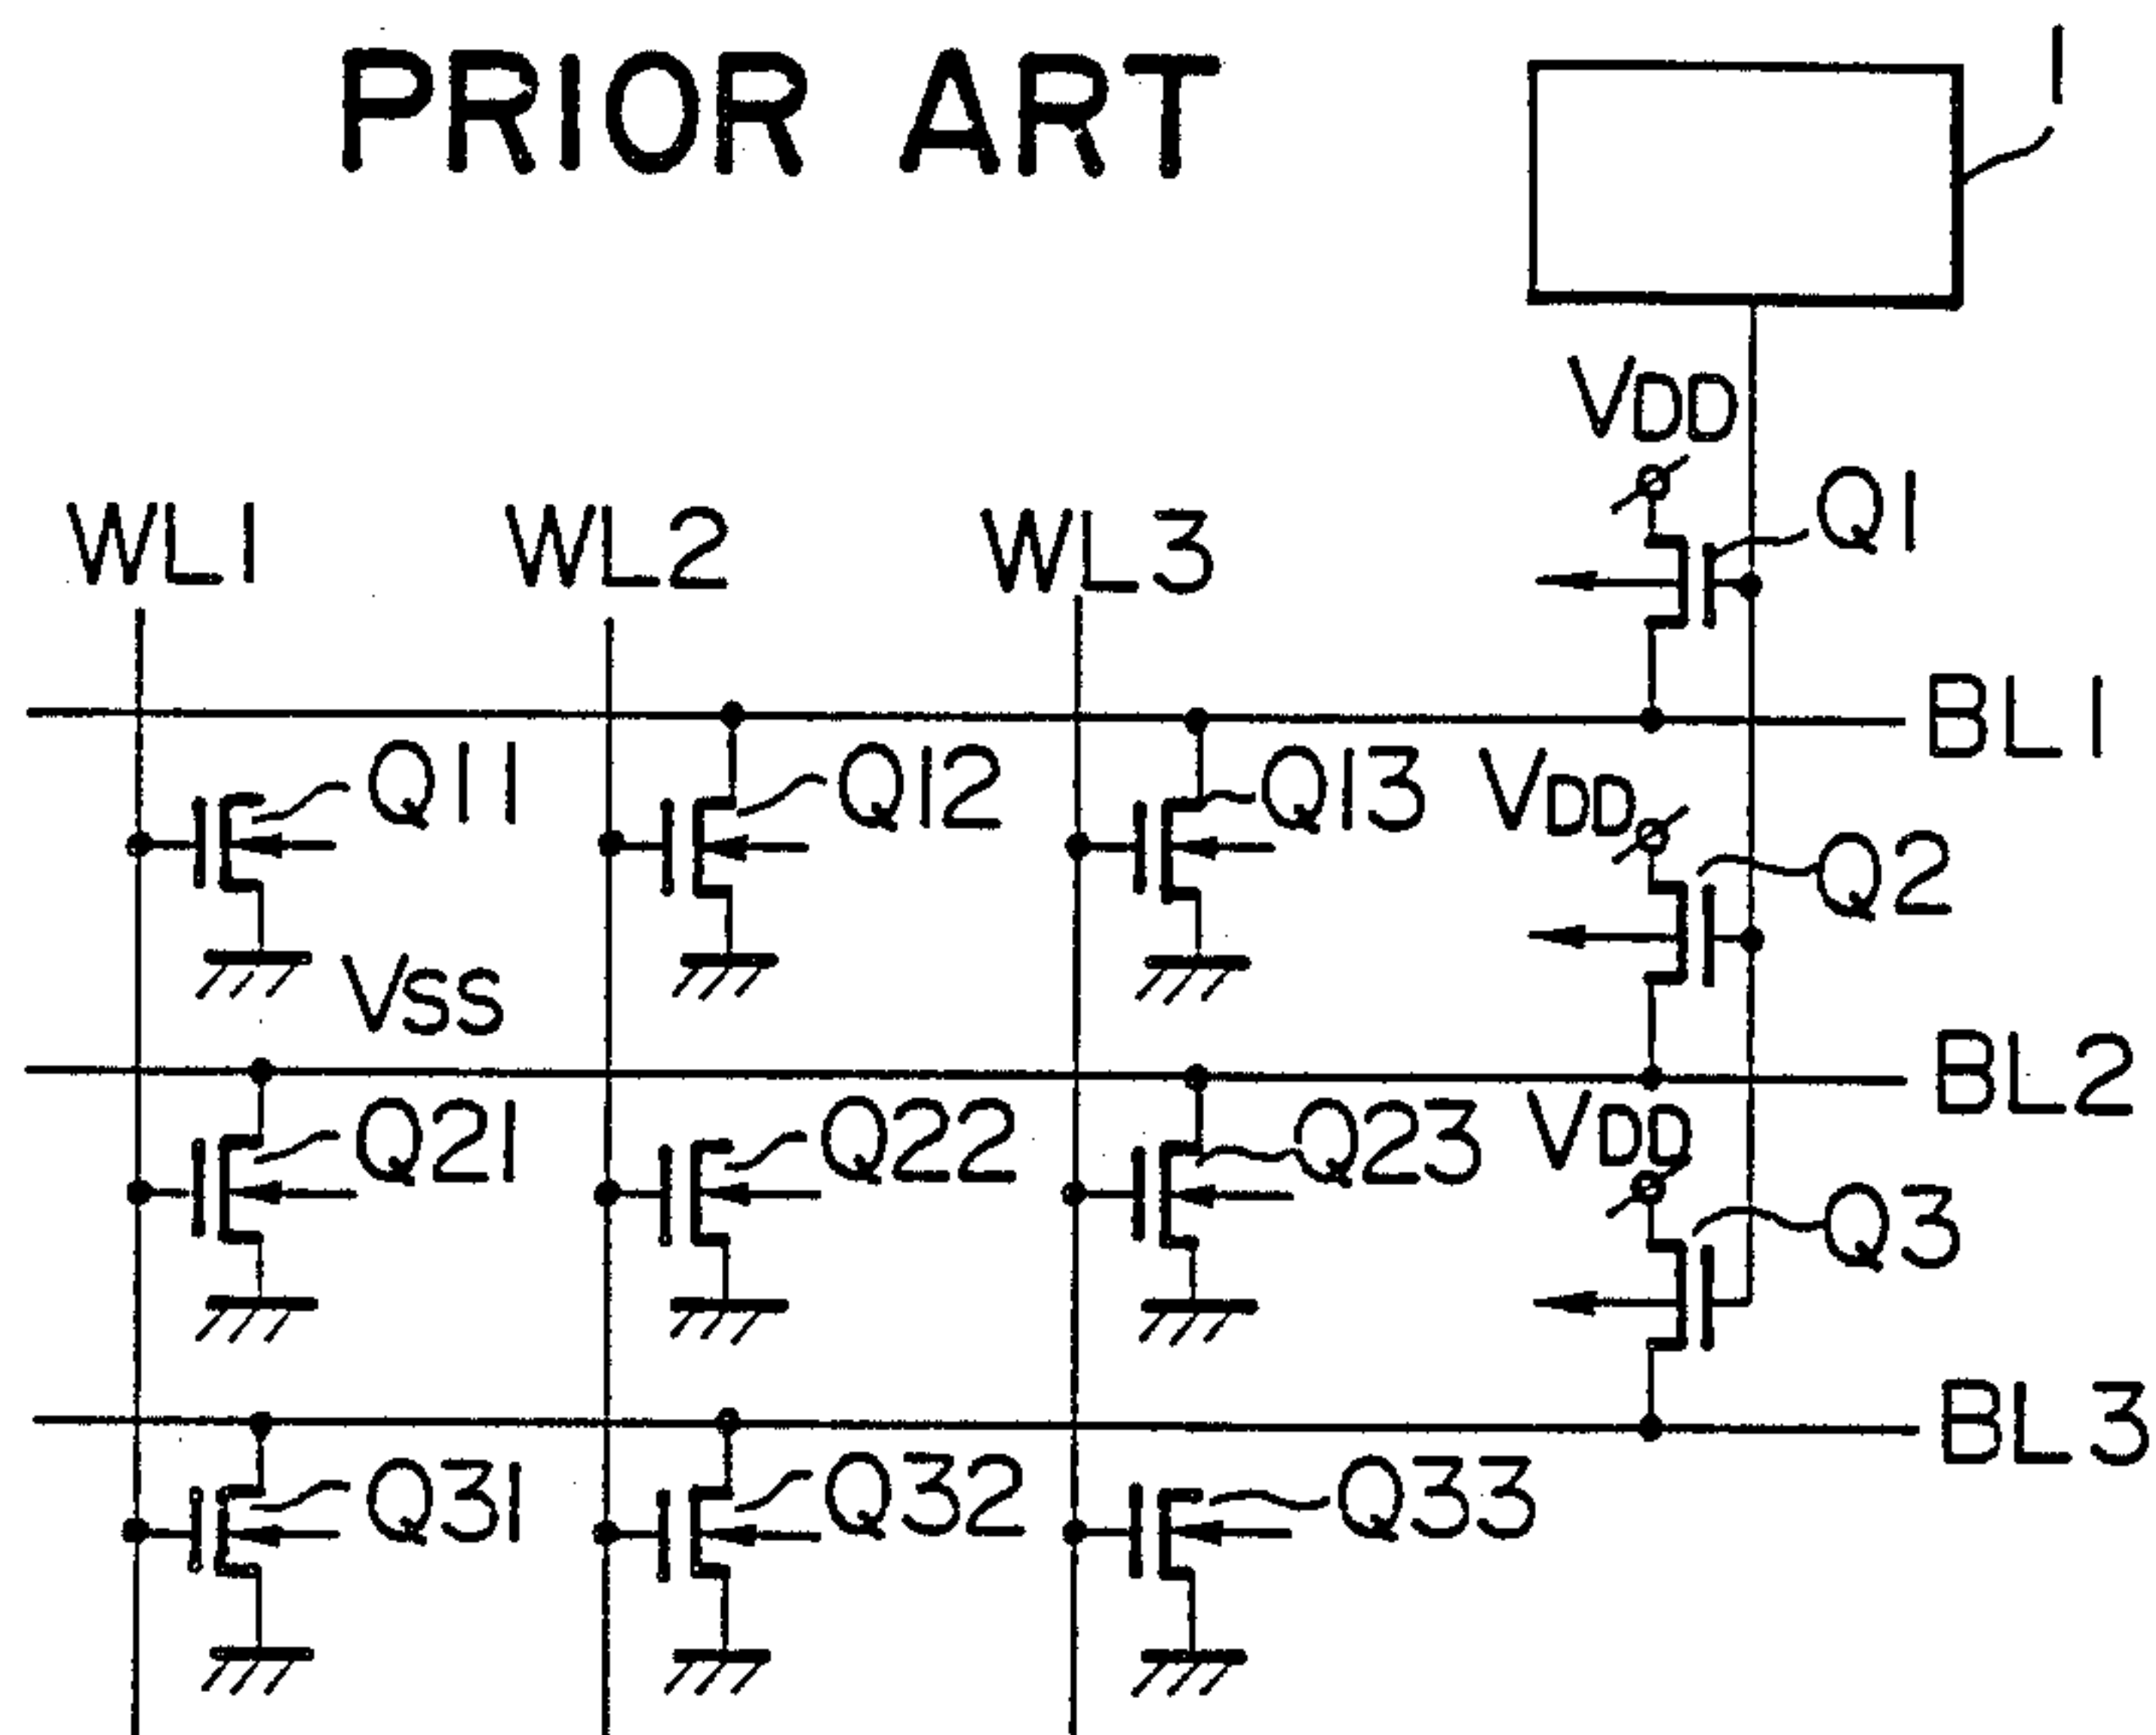 PRIOR ART
1
VDD
Q1
WL1 WL2 WL3
BL1
Q11 Q12 Q13 VDD
Q2
VSS
BL2
Q21 Q22 Q23 VDD
Q3
BL3
Q31 Q32 Q33